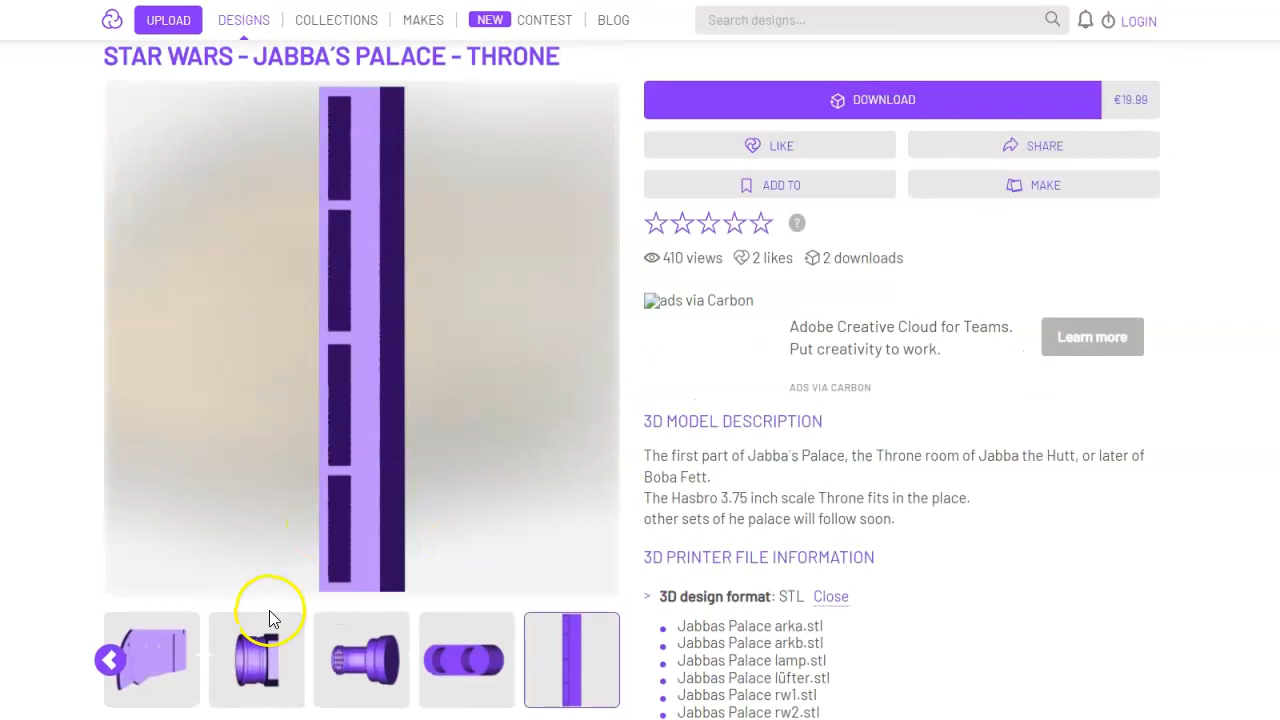 UPLOAD
DESIGNS
COLLECTIONS
MAKES
NEW CONTEST
BLOG
Search designs...
LOGIN
STAR WARS - JABBA´S PALACE - THRONE
DOWNLOAD
€19.99
LIKE
SHARE
ADD TO
MAKE
?
410 views
2 likes
2 downloads
ads via Carbon
Adobe Creative Cloud for Teams.
Put creativity to work.
Learn more
ADS VIA CARBON
3D MODEL DESCRIPTION
The first part of Jabba´s Palace, the Throne room of Jabba the Hutt, or later of
Boba Fett.
The Hasbro 3.75 inch scale Throne fits in the place.
other sets of he palace will follow soon.
3D PRINTER FILE INFORMATION
> 3D design format: STL Close
Jabbas Palace arka.stl
Jabbas Palace arkb.stl
Jabbas Palace lamp.stl
Jabbas Palace lüfter.stl
Jabbas Palace rw1.stl
Jabbas Palace rw2.stl